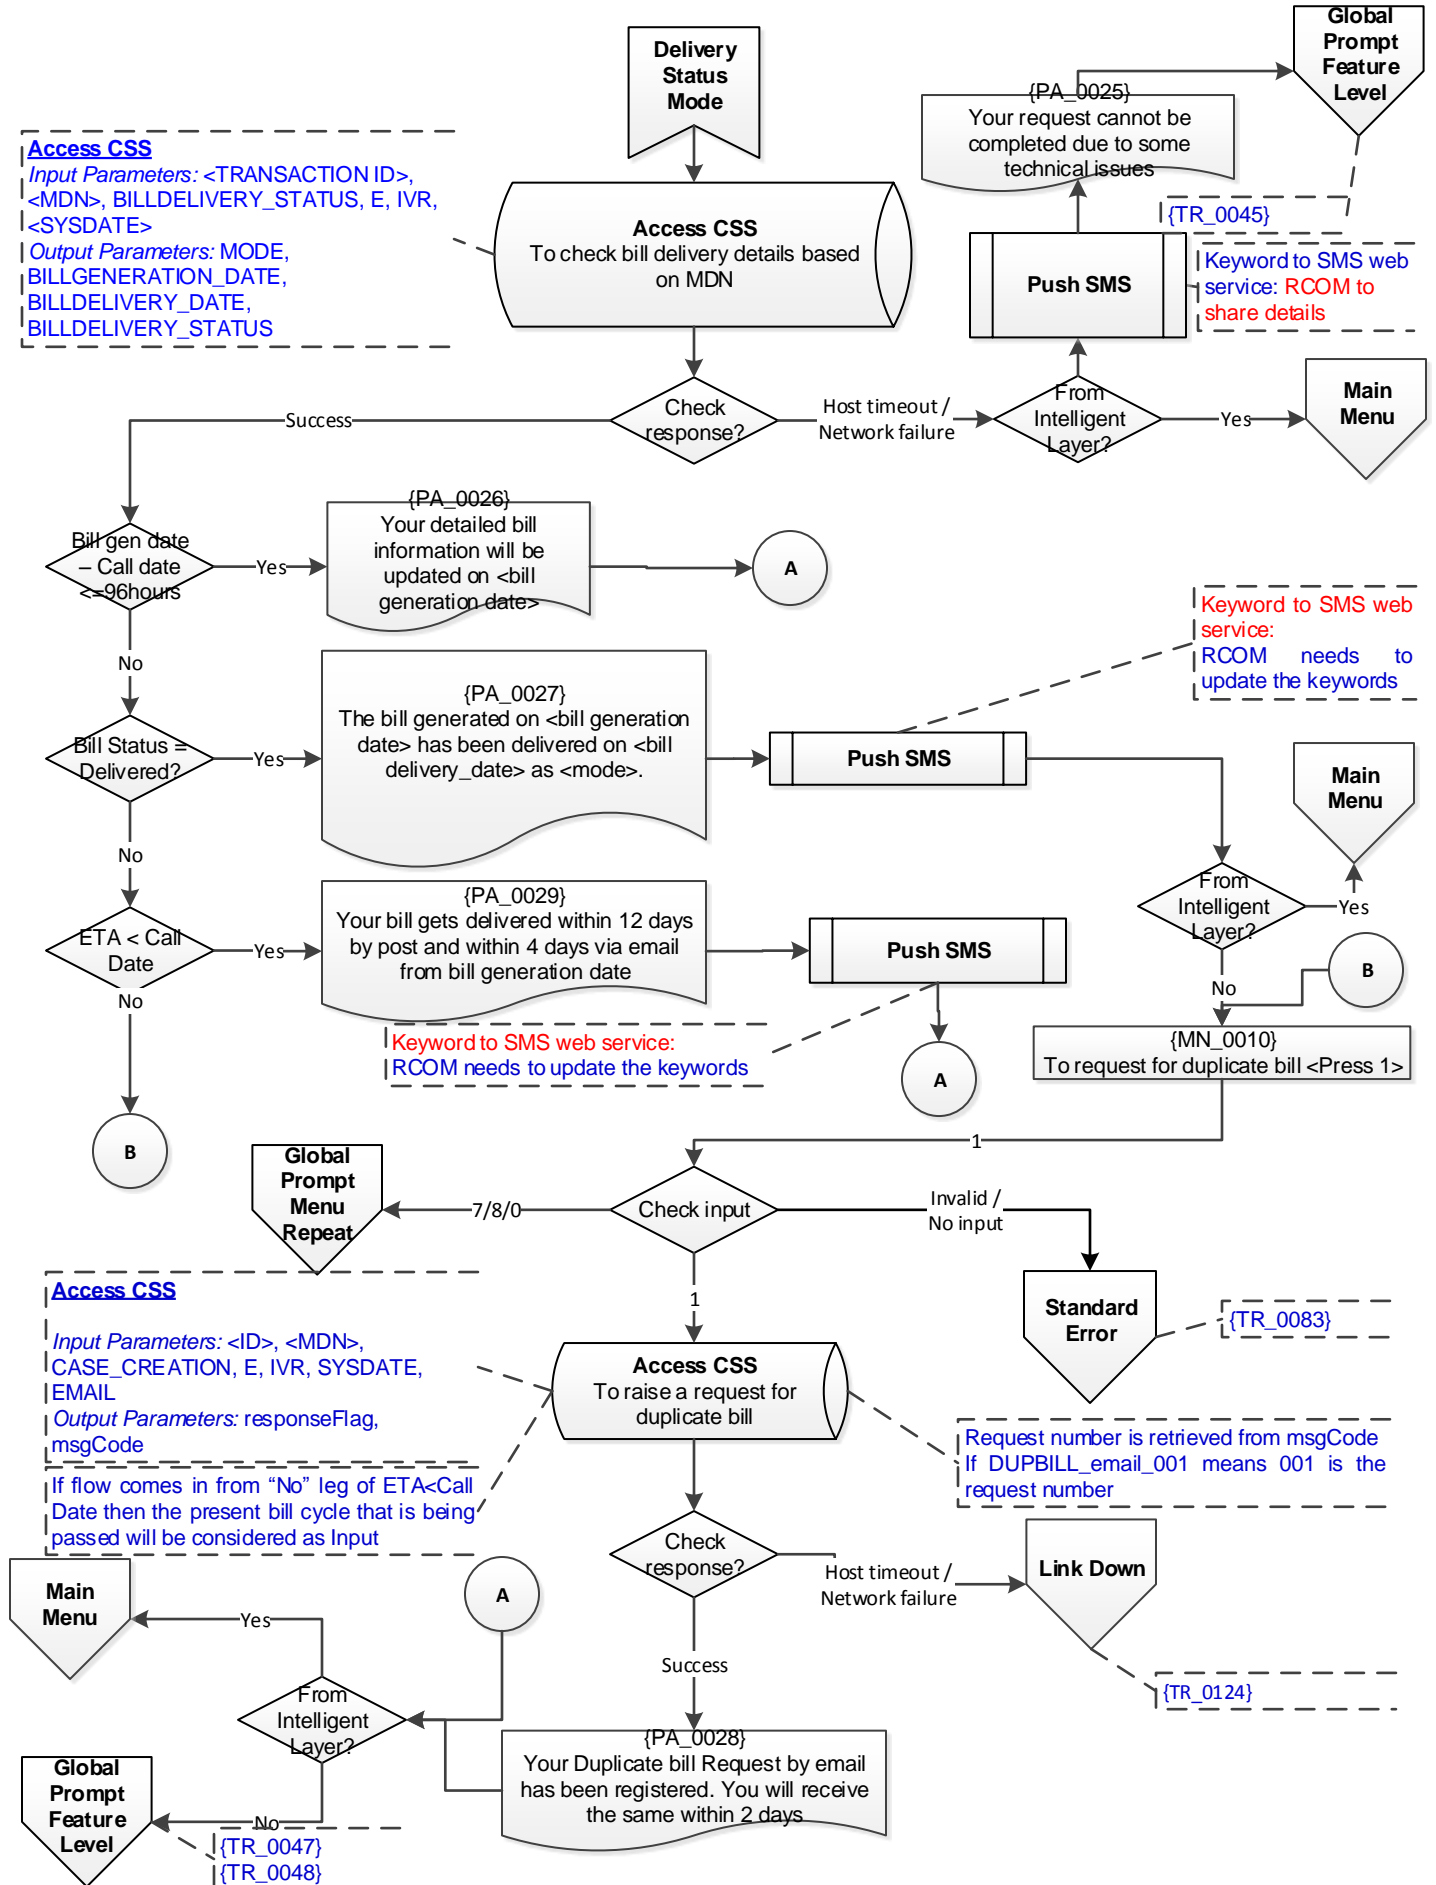 Delivery
Status
Mode
Global
Prompt
Feature
Level
{PA_0025}
Your request cannot be
completed due to some
technical issues
Access CSS
Input Parameters: <TRANSACTION ID>,
<MDN>, BILLDELIVERY_STATUS, E, IVR,
<SYSDATE>
Output Parameters: MODE,
BILLGENERATION_DATE,
BILLDELIVERY_DATE,
BILLDELIVERY_STATUS
Access CSS
To check bill delivery details based
on MDN
{TR_0045}
Push SMS
Keyword to SMS web
service: RCOM to
share details
Check
response?
Success
Host timeout /
Network failure
From
Intelligent
Layer?
Yes
Main
Menu
Bill gen date
– Call date
<=96hours
Yes
{PA_0026}
Your detailed bill
information will be
updated on <bill
generation date>
A
No
Keyword to SMS web
service:
RCOM needs to
update the keywords
Bill Status =
Delivered?
Yes
{PA_0027}
The bill generated on <bill generation
date> has been delivered on <bill
delivery_date> as <mode>.
Push SMS
Main
Menu
No
From
Intelligent
Layer?
Yes
ETA < Call
Date
Yes
{PA_0029}
Your bill gets delivered within 12 days
by post and within 4 days via email
from bill generation date
Push SMS
B
No
No
Keyword to SMS web service:
RCOM needs to update the keywords
A
{MN_0010}
To request for duplicate bill <Press 1>
B
1
Global
Prompt
Menu
Repeat
7/8/0
Check input
Invalid /
No input
1
Standard
Error
{TR_0083}
Access CSS
Input Parameters: <ID>, <MDN>,
CASE_CREATION, E, IVR, SYSDATE,
EMAIL
Output Parameters: responseFlag,
msgCode
If flow comes in from “No” leg of ETA<Call
Date then the present bill cycle that is being
passed will be considered as Input
Access CSS
To raise a request for
duplicate bill
Request number is retrieved from msgCode
If DUPBILL_email_001 means 001 is the
request number
Check
response?
Host timeout /
Network failure
Link Down
{TR_0124}
Main
Menu
Yes
A
Success
From
Intelligent
Layer?
{PA_0028}
Your Duplicate bill Request by email
has been registered. You will receive
the same within 2 days
Global
Prompt
Feature
Level
No
{TR_0047}
{TR_0048}